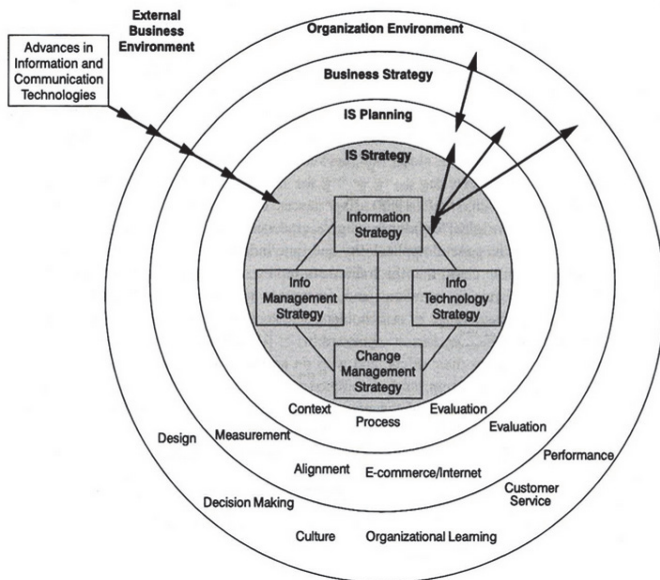 External
Business
Environment
Advances in
Information and
Communication
Technologies
Organization Environment
Business Strategy
IS Planning
IS Strategy
Information
Strategy
Info
Management
Strategy
Info
Technology
Strategy
Change
Management
Strategy
Context
Process
Evaluation
Measurement
Alignment
E-commerce/Internet
Evaluation
Design
Decision Making
Culture
Organizational Learning
Customer
Service
Performance